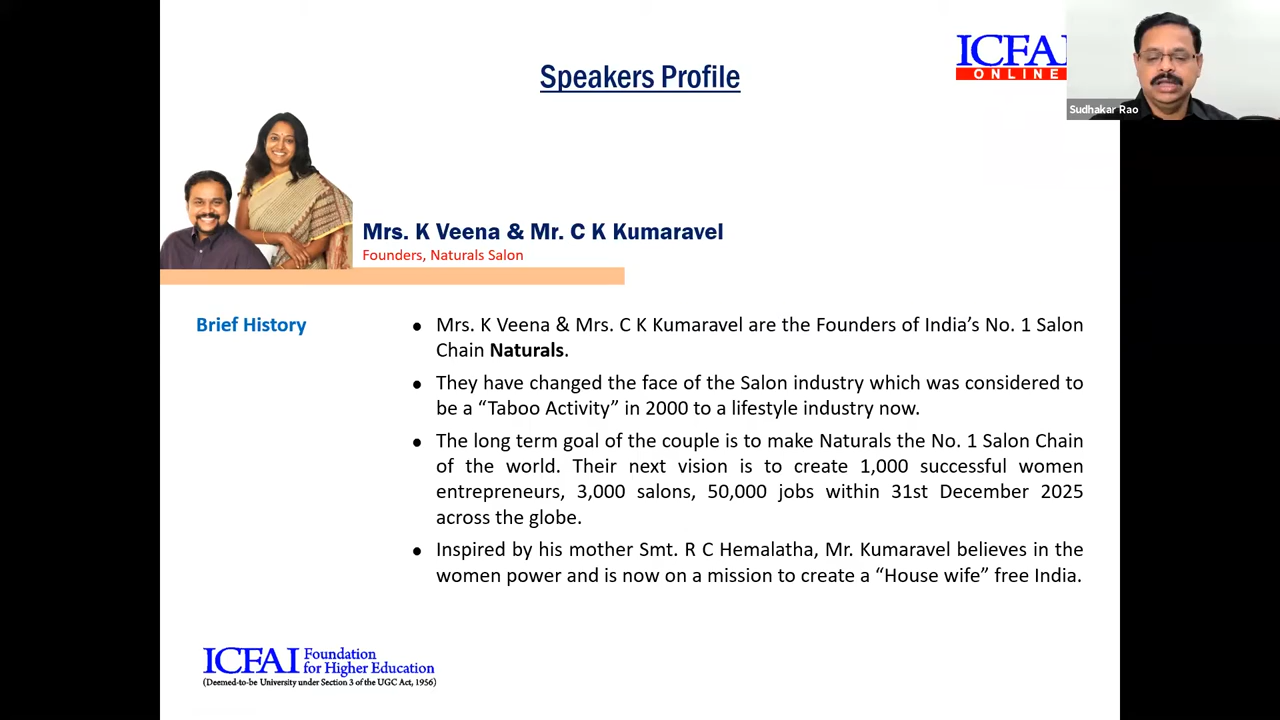 Speakers Profile
ICFAI
ONLINE
Sudhakar Rao
Mrs. K Veena & Mr. C K Kumaravel
Founders, Naturals Salon
Brief History
● Mrs. K Veena & Mrs. C K Kumaravel are the Founders of India’s No. 1 Salon
Chain Naturals.
● They have changed the face of the Salon industry which was considered to
be a “Taboo Activity” in 2000 to a lifestyle industry now.
● The long term goal of the couple is to make Naturals the No. 1 Salon Chain
of the world. Their next vision is to create 1,000 successful women
entrepreneurs, 3,000 salons, 50,000 jobs within 31st December 2025
across the globe.
● Inspired by his mother Smt. R C Hemalatha, Mr. Kumaravel believes in the
women power and is now on a mission to create a “House wife” free India.
ICFAI Foundation
for Higher Education
(Deemed-to-be University under Section 3 of the UGC Act, 1956)